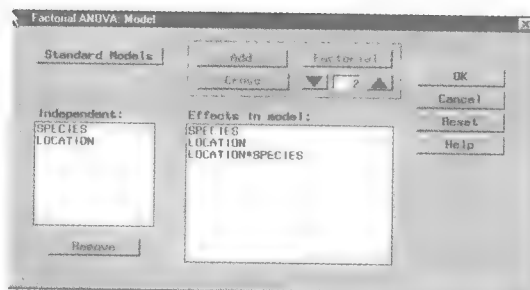 Factorial ANOVA: Model
Standard Models
Add
Factorial
Cross
2
OK
Cancel
Reset
Help
Independent:
SPECIES
LOCATION
Effects in model:
SPECIES
LOCATION
LOCATION*SPECIES
Remove